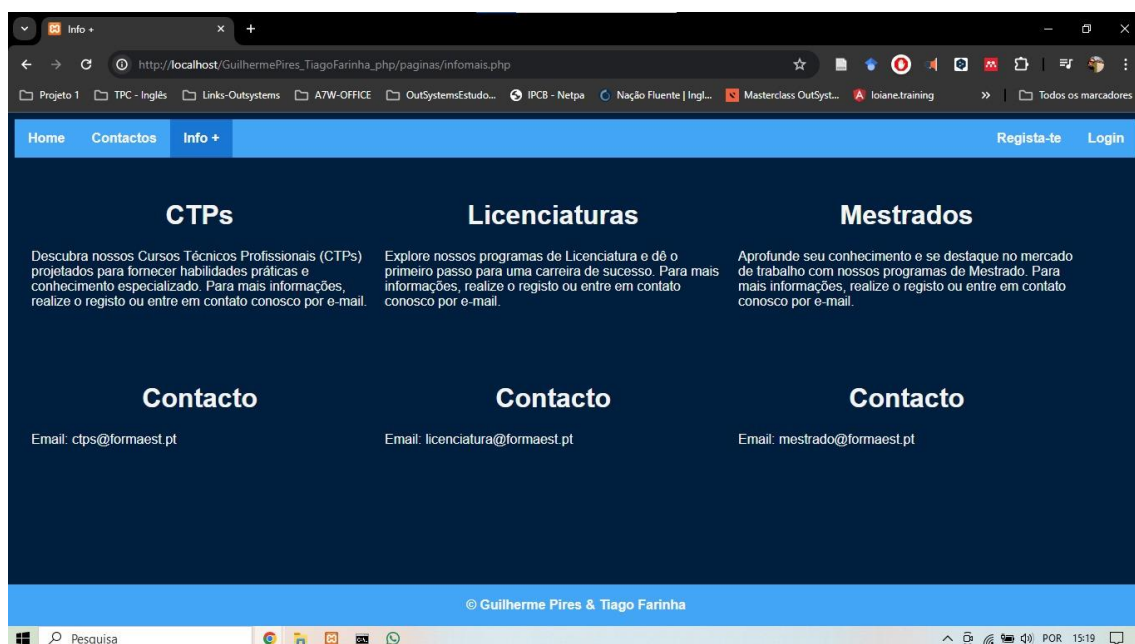 Info +
http://localhost/GuilhermePires_TiagoFarinha_php/paginas/infomais.php
Projeto 1 TPC - Inglês Links-Outsystems A7W-OFFICE OutSystemsEstudo... IPCB - Netpa Nação Fluente | Ingl... Masterclass OutSyst... loiane.training » Todos os marcadores
Home Contactos Info + Regista-te Login
CTPs
Descubra nossos Cursos Técnicos Profissionais (CTPs)
projetados para fornecer habilidades práticas e
conhecimento especializado. Para mais informações,
realize o registo ou entre em contato conosco por e-mail.
Licenciaturas
Explore nossos programas de Licenciatura e dê o
primeiro passo para uma carreira de sucesso. Para mais
informações, realize o registo ou entre em contato
conosco por e-mail.
Mestrados
Aprofunde seu conhecimento e se destaque no mercado
de trabalho com nossos programas de Mestrado. Para
mais informações, realize o registo ou entre em contato
conosco por e-mail.
Contacto
Email: ctps@formaest.pt
Contacto
Email: licenciatura@formaest.pt
Contacto
Email: mestrado@formaest.pt
© Guilherme Pires & Tiago Farinha
Pesquisa
POR 15:19